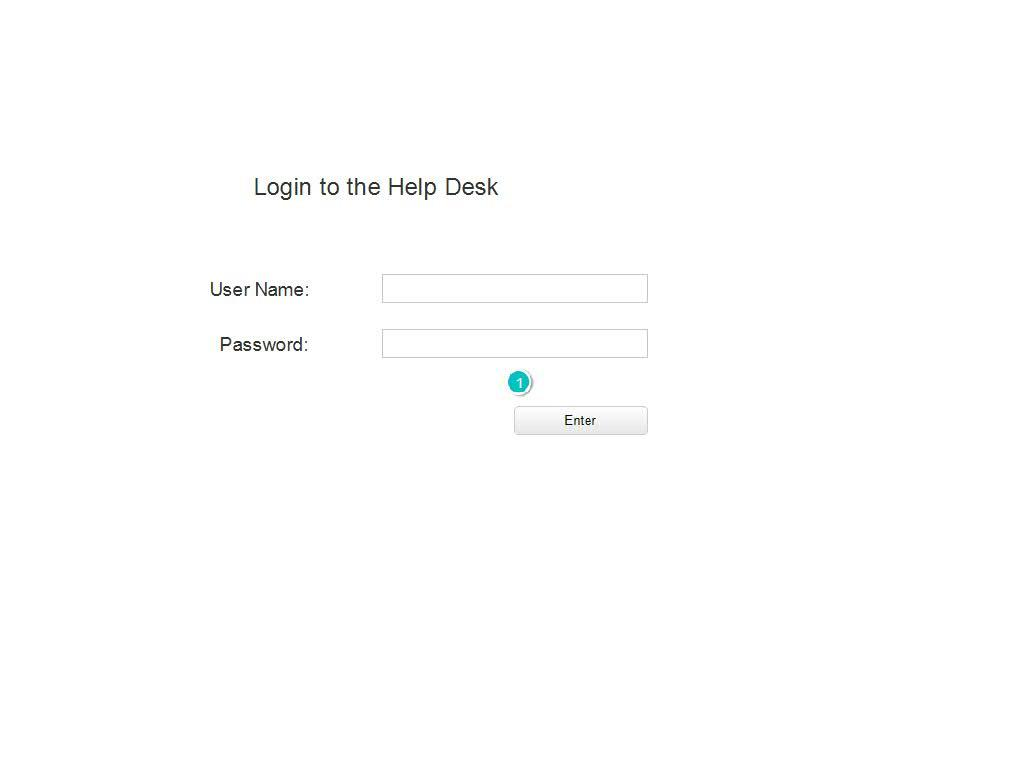 Login to the Help Desk
User Name:
Password:
1
Enter